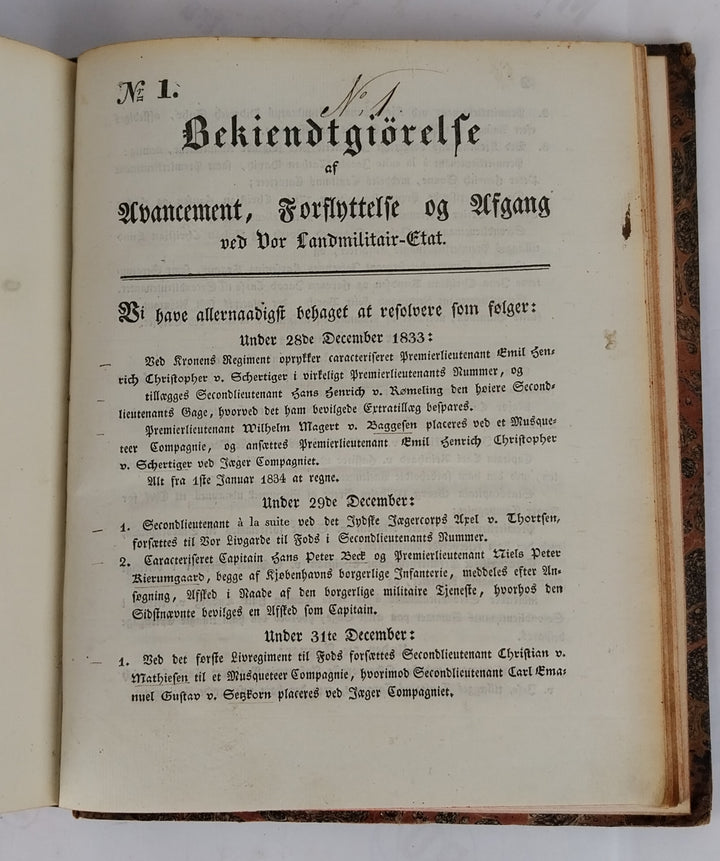 Nr 1.
No. 1.
Bekiendtgiörelse
af
Avancement, Forflyttelse og Afgang
ved Vor Landmilitair-Etat.
Vi have allernaadigst behaget at resolvere som følger:
Under 28de December 1833:
Ved Kronens Regiment oprykker caracteriseret Premierlieutenant Emil Hen-
rich Christopher v. Schertiger i virkeligt Premierlieutenants Nummer, og
tillægges Secondlieutenant Hans Henrich v. Rømeling den høiere Second-
lieutenants Gage, hvorved det ham bevilgede Extratillæg bespares.
Premierlieutenant Wilhelm Magert v. Baggesen placeres ved et Musque-
teer Compagnie, og ansættes Premierlieutenant Emil Henrich Christopher
v. Schertiger ved Jæger Compagniet.
Alt fra 1ste Januar 1834 at regne.
Under 29de December:
1. Secondlieutenant à la suite ved det Jydske Jægercorps Axel v. Thortsen,
forsættes til Vor Livgarde til Fods i Secondlieutenants Nummer.
2. Caracteriseret Capitain Hans Peter Beck og Premierlieutenant Niels Peter
Kierumgaard, begge af Kjøbenhavns borgerlige Infanterie, meddeles efter An-
søgning, Afsked i Naade af den borgerlige militaire Tjeneste, hvorhos den
Sidstnævnte bevilges en Afsked som Capitain.
Under 31te December:
1. Ved det første Livregiment til Fods forsættes Secondlieutenant Christian v.
Mathiesen til et Musqueteer Compagnie, hvorimod Secondlieutenant Carl Ema-
nuel Gustav v. Setzkorn placeres ved Jæger Compagniet.